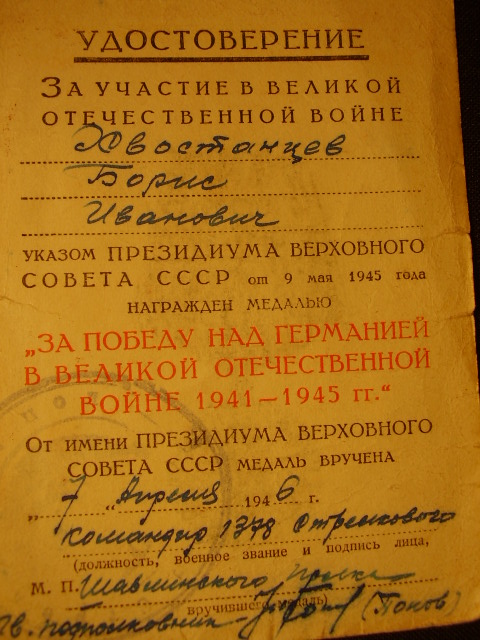 УДОСТОВЕРЕНИЕ
ЗА УЧАСТИЕ В ВЕЛИКОЙ
ОТЕЧЕСТВЕННОЙ ВОЙНЕ
Хвостанцев
Борис
Иванович
УКАЗОМ ПРЕЗИДИУМА ВЕРХОВНОГО
СОВЕТА СССР от 9 мая 1945 года
НАГРАЖДЕН МЕДАЛЬЮ
„ЗА ПОБЕДУ НАД ГЕРМАНИЕЙ
В ВЕЛИКОЙ ОТЕЧЕСТВЕННОЙ
ВОЙНЕ 1941—1945 гг.“
ОТ ИМЕНИ ПРЕЗИДИУМА ВЕРХОВНОГО
СОВЕТА СССР МЕДАЛЬ ВРУЧЕНА
„7“ Апреля 1946 г.
Командир 1378 Стрелкового
(должность, военное звание и подпись лица,
М. П. Шавлинского полка
вручившего медаль)
Гв. подполковник (Попов)